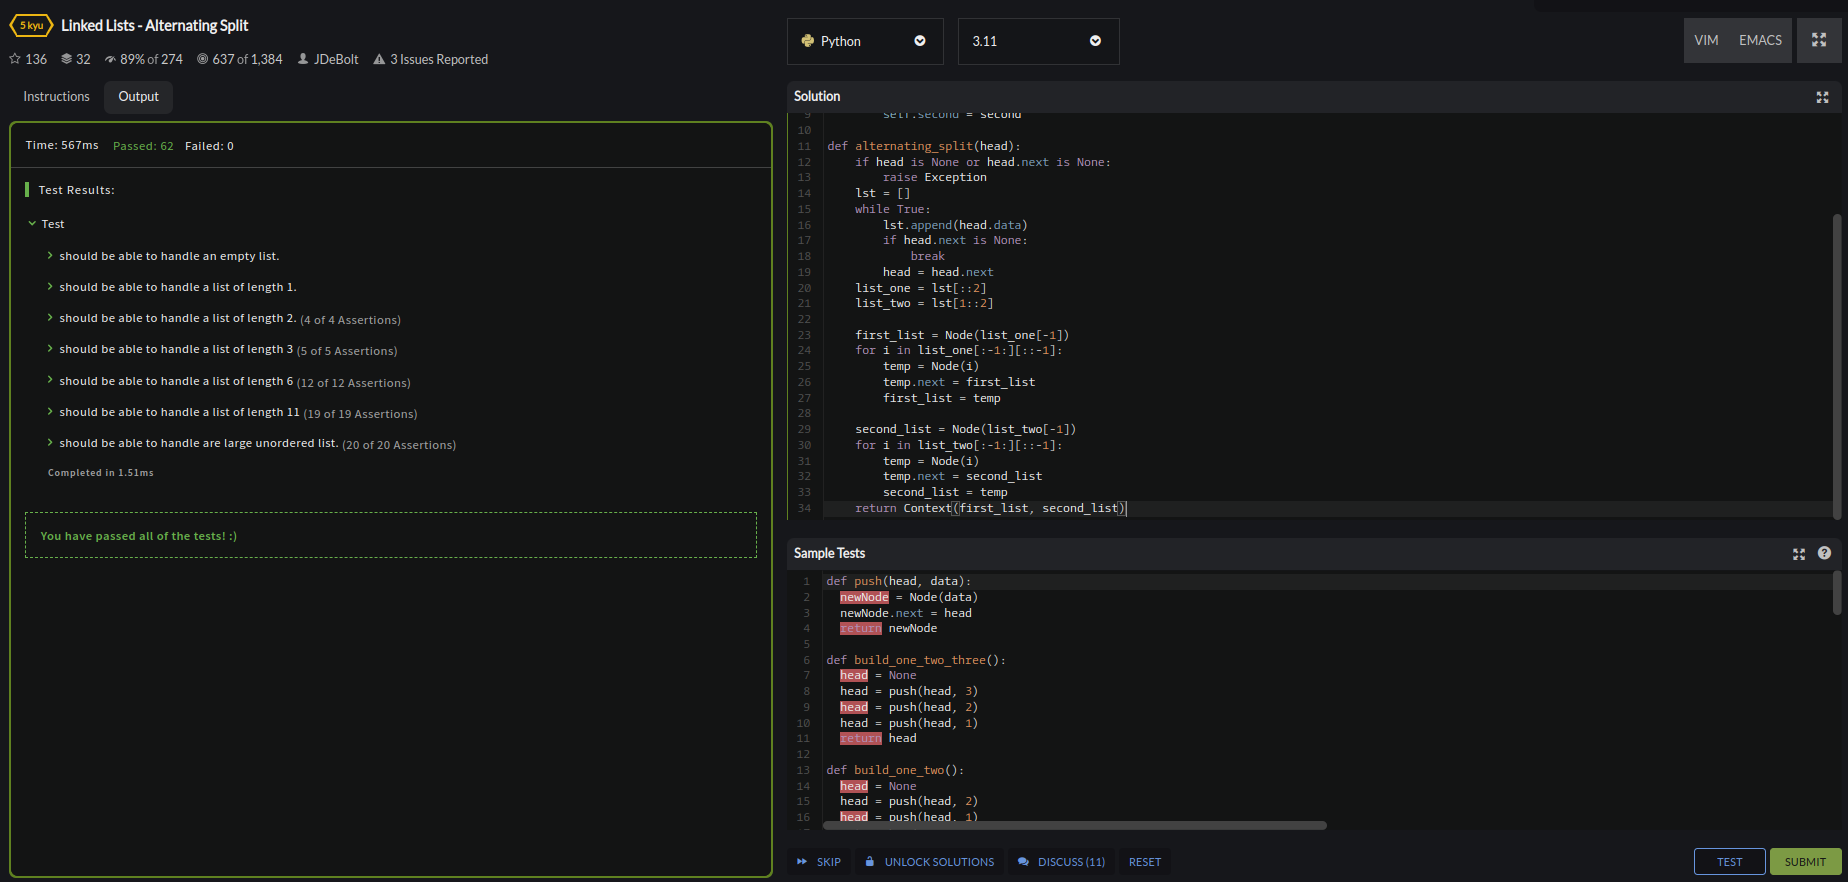 5 kyu Linked Lists - Alternating Split
136 32 89% of 274 637 of 1,384 JDeBolt 3 Issues Reported
Instructions Output
Time: 567ms Passed: 62 Failed: 0
Test Results:
Test
should be able to handle an empty list.
should be able to handle a list of length 1.
should be able to handle a list of length 2. (4 of 4 Assertions)
should be able to handle a list of length 3 (5 of 5 Assertions)
should be able to handle a list of length 6 (12 of 12 Assertions)
should be able to handle a list of length 11 (19 of 19 Assertions)
should be able to handle are large unordered list. (20 of 20 Assertions)
Completed in 1.51ms
You have passed all of the tests! :)
Python 3.11 VIM EMACS
Solution
9         self.second = second
10
11 def alternating_split(head):
12     if head is None or head.next is None:
13         raise Exception
14     lst = []
15     while True:
16         lst.append(head.data)
17         if head.next is None:
18             break
19         head = head.next
20     list_one = lst[::2]
21     list_two = lst[1::2]
22
23     first_list = Node(list_one[-1])
24     for i in list_one[:-1:][::-1]:
25         temp = Node(i)
26         temp.next = first_list
27         first_list = temp
28
29     second_list = Node(list_two[-1])
30     for i in list_two[:-1:][::-1]:
31         temp = Node(i)
32         temp.next = second_list
33         second_list = temp
34     return Context(first_list, second_list)
Sample Tests
1 def push(head, data):
2   newNode = Node(data)
3   newNode.next = head
4   return newNode
5
6 def build_one_two_three():
7   head = None
8   head = push(head, 3)
9   head = push(head, 2)
10   head = push(head, 1)
11   return head
12
13 def build_one_two():
14   head = None
15   head = push(head, 2)
16   head = push(head, 1)
SKIP UNLOCK SOLUTIONS DISCUSS (11) RESET TEST SUBMIT